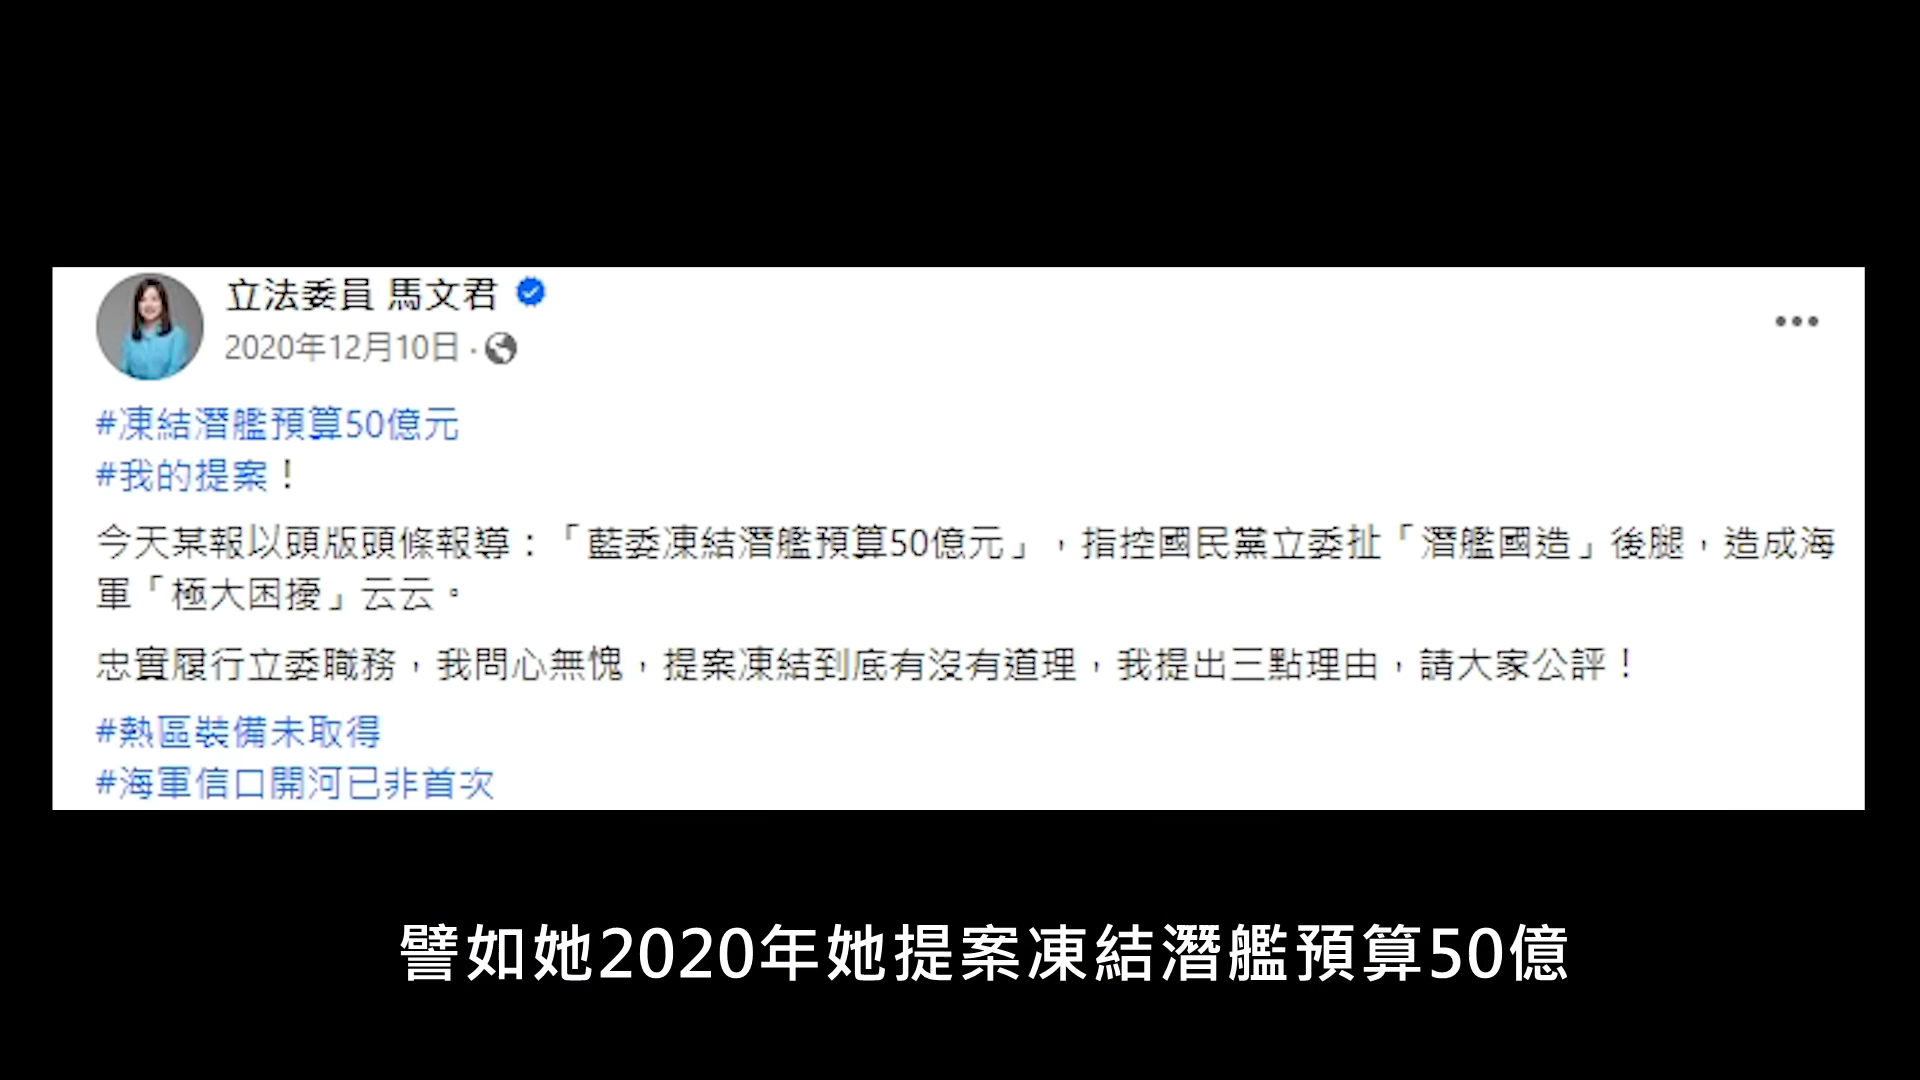 立法委員 馬文君
2020年12月10日 ·
#凍結潛艦預算50億元
#我的提案！
今天某報以頭版頭條報導：「藍委凍結潛艦預算50億元」，指控國民黨立委扯「潛艦國造」後腿，造成海
軍「極大困擾」云云。
忠實履行立委職務，我問心無愧，提案凍結到底有沒有道理，我提出三點理由，請大家公評！
#熱區裝備未取得
#海軍信口開河已非首次
譬如她2020年她提案凍結潛艦預算50億